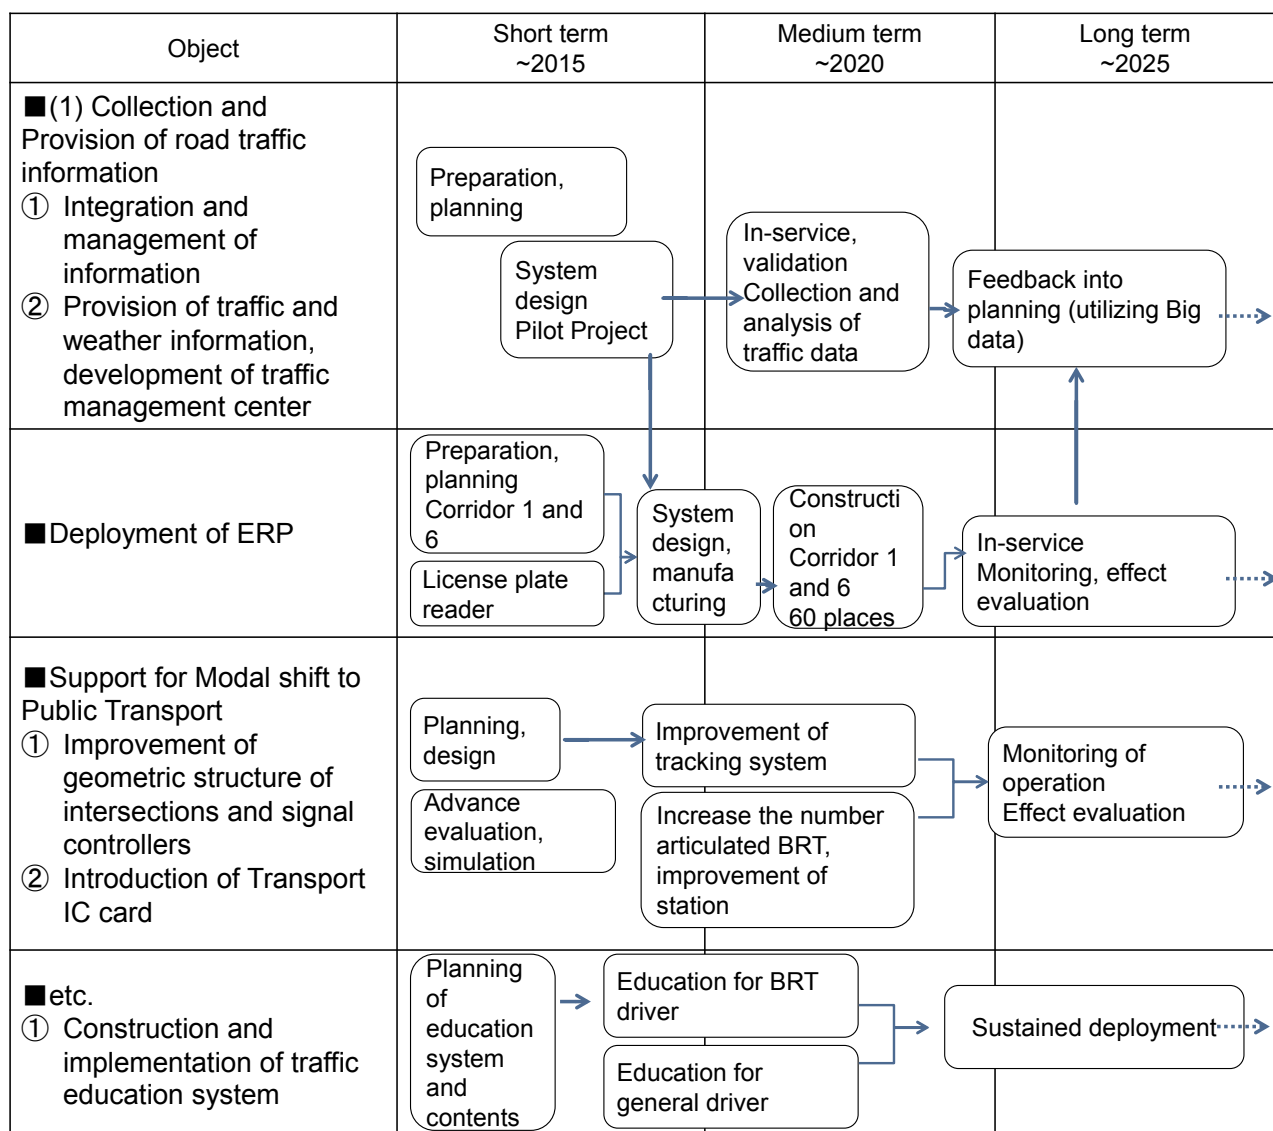 Object
Short term
~2015
Medium term
~2020
Long term
~2025
■(1) Collection and
Provision of road traffic
information
① Integration and
management of
information
② Provision of traffic and
weather information,
development of traffic
management center
Preparation,
planning
System
design
Pilot Project
In-service,
validation
Collection and
analysis of
traffic data
Feedback into
planning (utilizing Big
data)
■Deployment of ERP
Preparation,
planning
Corridor 1 and
6
License plate
reader
System
design,
manufa
cturing
Constructi
on
Corridor 1
and 6
60 places
In-service
Monitoring, effect
evaluation
■Support for Modal shift to
Public Transport
① Improvement of
geometric structure of
intersections and signal
controllers
② Introduction of Transport
IC card
Planning,
design
Advance
evaluation,
simulation
Improvement of
tracking system
Increase the number
articulated BRT,
improvement of
station
Monitoring of
operation
Effect evaluation
■etc.
① Construction and
implementation of traffic
education system
Planning
of
education
system
and
contents
Education for BRT
driver
Education for
general driver
Sustained deployment